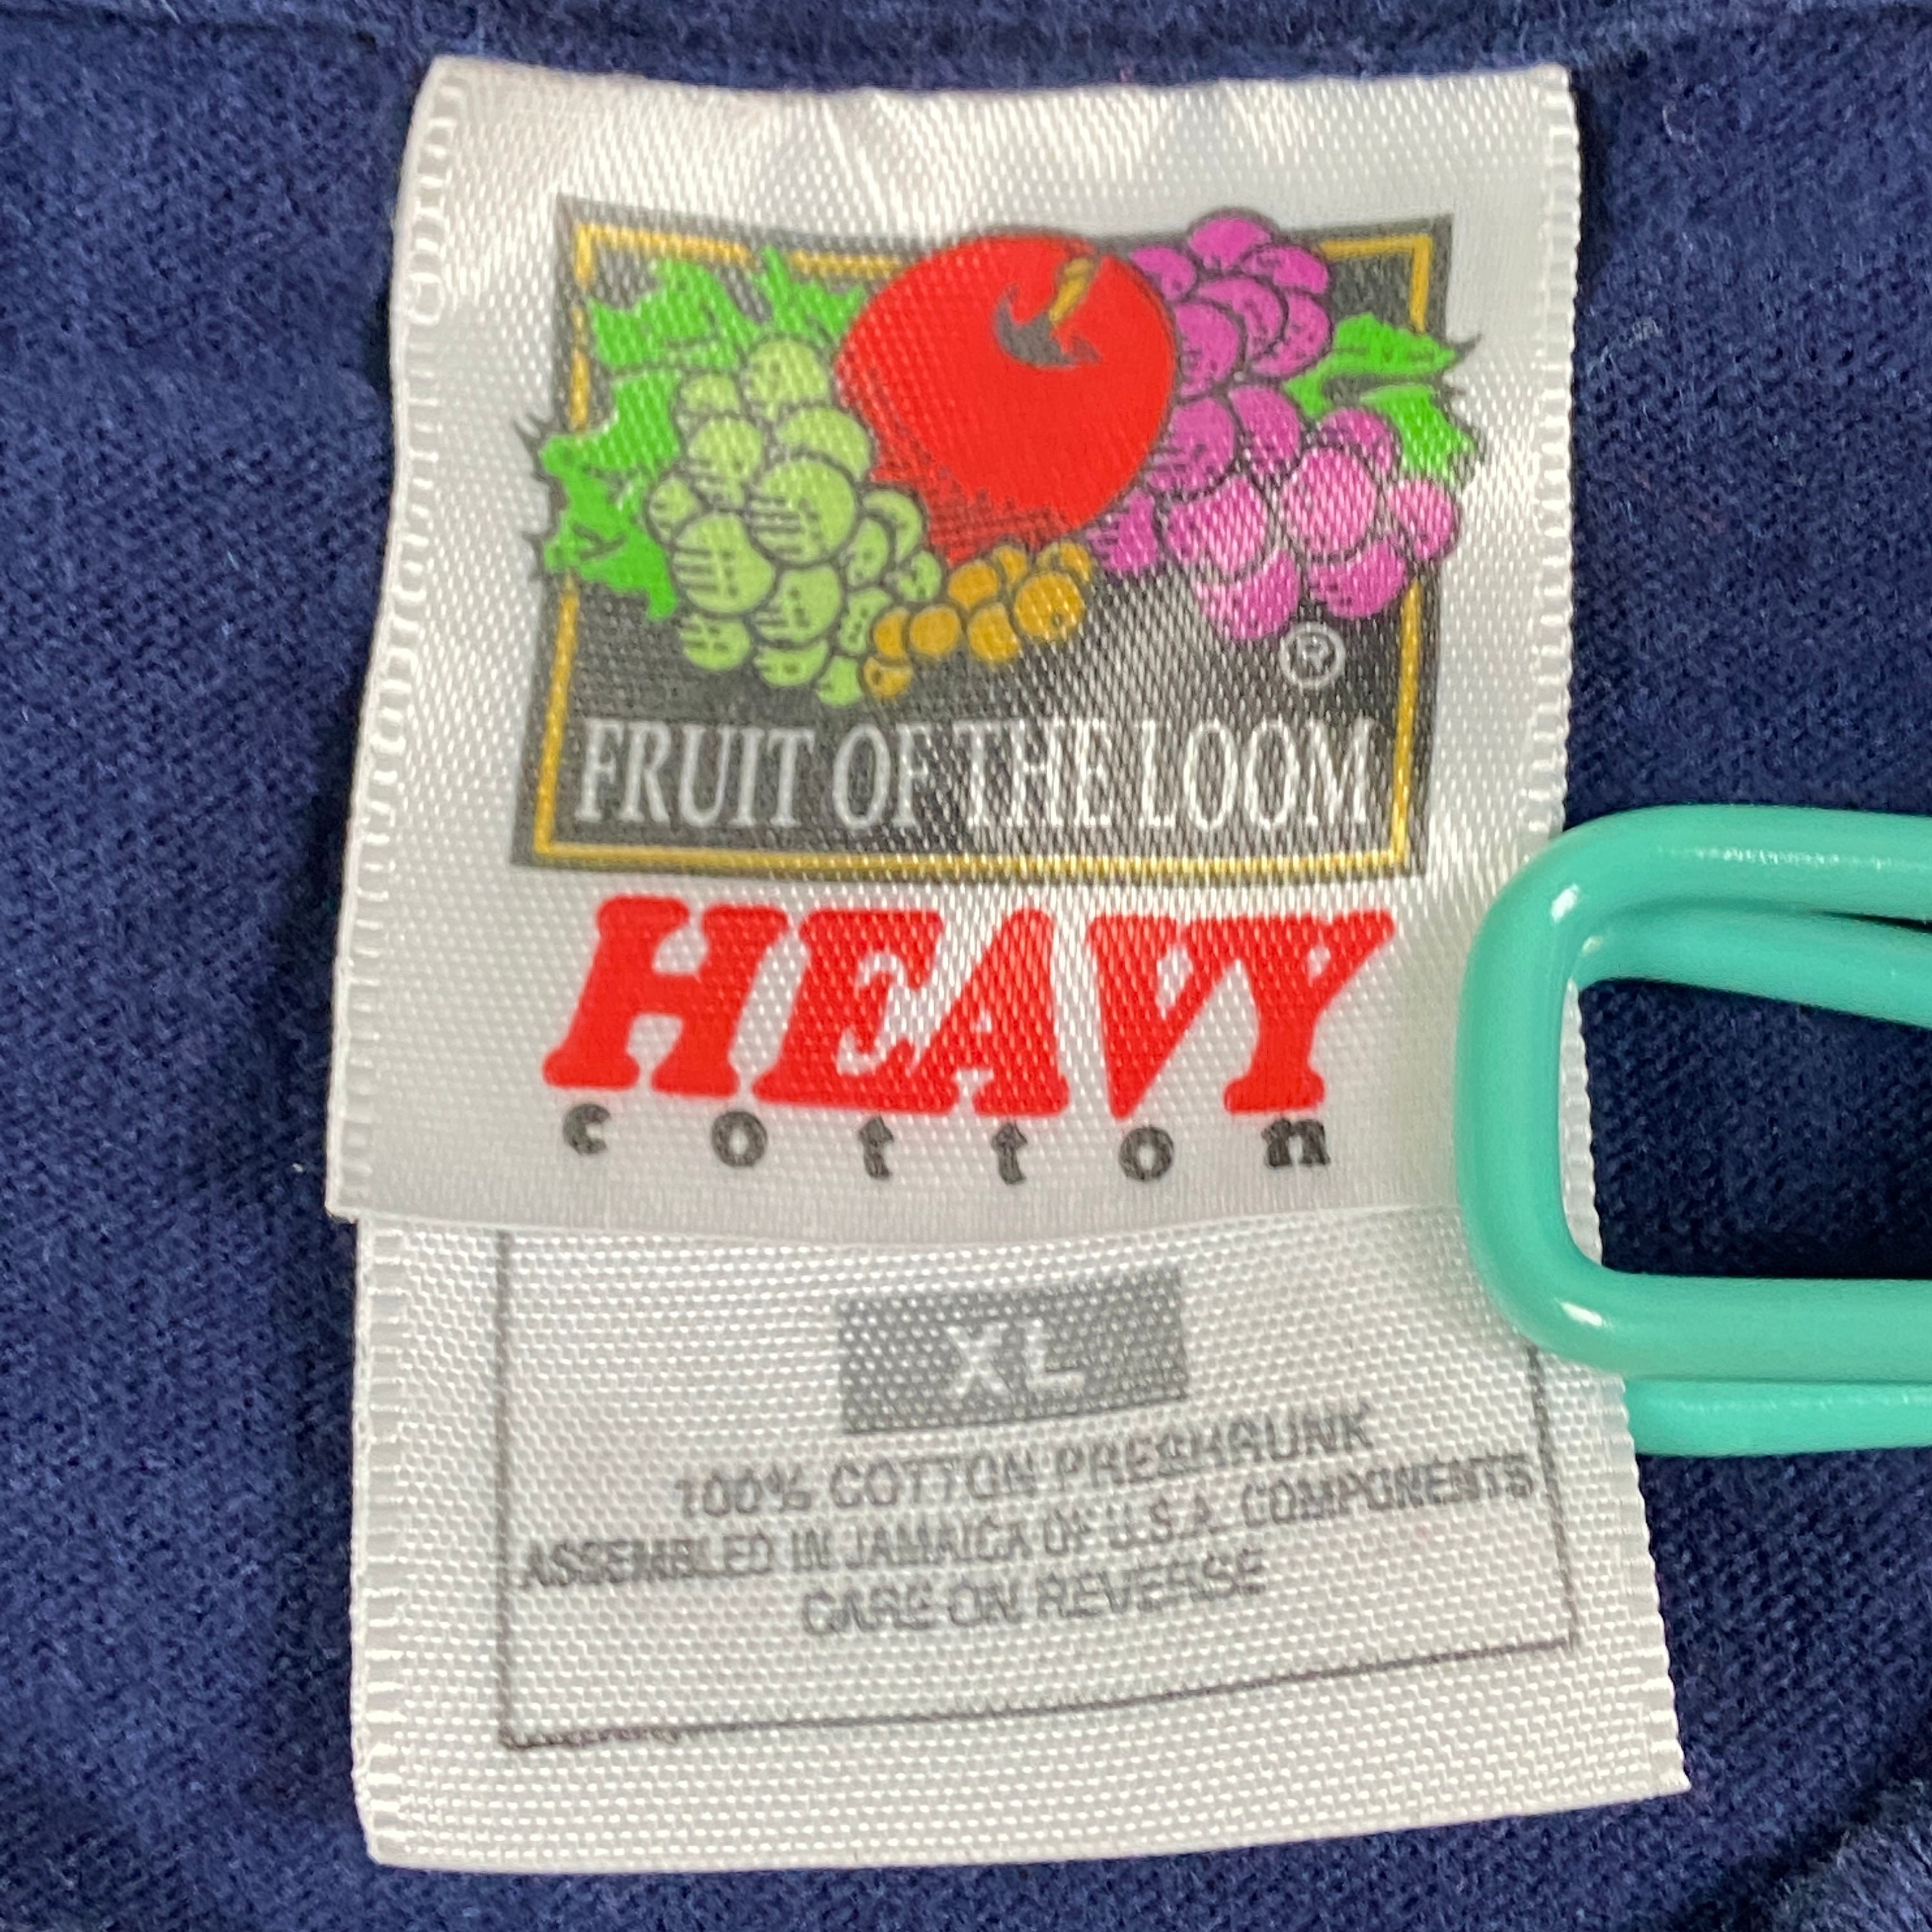 ®
FRUIT OF THE LOOM
HEAVY
cotton
XL
100% COTTON PRESHRUNK
ASSEMBLED IN JAMAICA OF U.S.A. COMPONENTS
CARE ON REVERSE